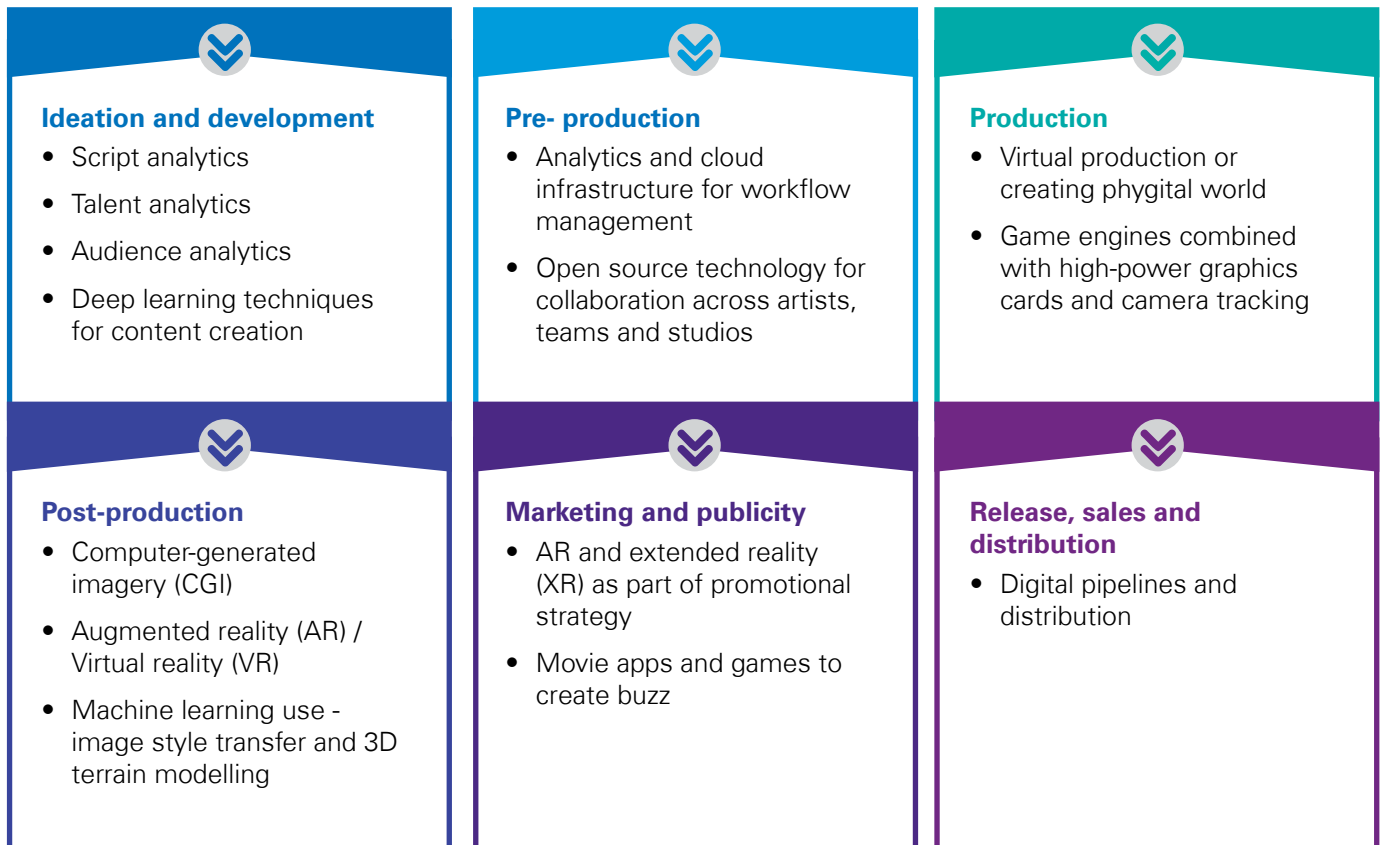 Ideation and development
• Script analytics
• Talent analytics
• Audience analytics
• Deep learning techniques
for content creation
Pre- production
• Analytics and cloud
infrastructure for workflow
management
• Open source technology for
collaboration across artists,
teams and studios
Production
• Virtual production or
creating phygital world
• Game engines combined
with high-power graphics
cards and camera tracking
Post-production
• Computer-generated
imagery (CGI)
• Augmented reality (AR) /
Virtual reality (VR)
• Machine learning use -
image style transfer and 3D
terrain modelling
Marketing and publicity
• AR and extended reality
(XR) as part of promotional
strategy
• Movie apps and games to
create buzz
Release, sales and
distribution
• Digital pipelines and
distribution